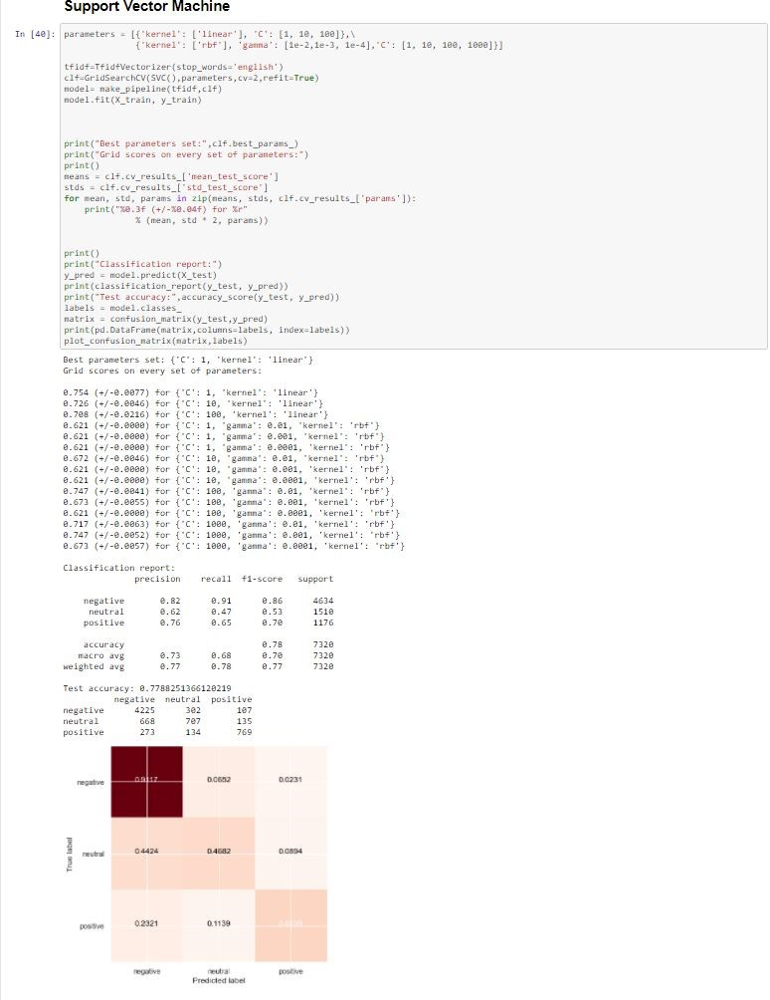 Support Vector Machine
In [40]:
parameters = [{'kernel': ['linear'], 'C': [1, 10, 100]},\
{'kernel': ['rbf'], 'gamma': [1e-2,1e-3, 1e-4],'C': [1, 10, 100, 1000]}]
tfidf=TfidfVectorizer(stop_words='english')
clf=GridSearchCV(SVC(),parameters,cv=2,refit=True)
model= make_pipeline(tfidf,clf)
model.fit(X_train, y_train)
print("Best parameters set:",clf.best_params_)
print("Grid scores on every set of parameters:")
print()
means = clf.cv_results_['mean_test_score']
stds = clf.cv_results_['std_test_score']
for mean, std, params in zip(means, stds, clf.cv_results_['params']):
print("%0.3f (+/-%0.04f) for %r"
% (mean, std * 2, params))
print()
print("Classification report:")
y_pred = model.predict(X_test)
print(classification_report(y_test, y_pred))
print("Test accuracy:",accuracy_score(y_test, y_pred))
labels = model.classes_
matrix = confusion_matrix(y_test,y_pred)
print(pd.DataFrame(matrix,columns=labels, index=labels))
plot_confusion_matrix(matrix,labels)
Best parameters set: {'C': 1, 'kernel': 'linear'}
Grid scores on every set of parameters:
0.754 (+/-0.0077) for {'C': 1, 'kernel': 'linear'}
0.726 (+/-0.0046) for {'C': 10, 'kernel': 'linear'}
0.708 (+/-0.0216) for {'C': 100, 'kernel': 'linear'}
0.621 (+/-0.0000) for {'C': 1, 'gamma': 0.01, 'kernel': 'rbf'}
0.621 (+/-0.0000) for {'C': 1, 'gamma': 0.001, 'kernel': 'rbf'}
0.621 (+/-0.0000) for {'C': 1, 'gamma': 0.0001, 'kernel': 'rbf'}
0.672 (+/-0.0046) for {'C': 10, 'gamma': 0.01, 'kernel': 'rbf'}
0.621 (+/-0.0000) for {'C': 10, 'gamma': 0.001, 'kernel': 'rbf'}
0.621 (+/-0.0000) for {'C': 10, 'gamma': 0.0001, 'kernel': 'rbf'}
0.747 (+/-0.0041) for {'C': 100, 'gamma': 0.01, 'kernel': 'rbf'}
0.673 (+/-0.0055) for {'C': 100, 'gamma': 0.001, 'kernel': 'rbf'}
0.621 (+/-0.0000) for {'C': 100, 'gamma': 0.0001, 'kernel': 'rbf'}
0.717 (+/-0.0063) for {'C': 1000, 'gamma': 0.01, 'kernel': 'rbf'}
0.747 (+/-0.0052) for {'C': 1000, 'gamma': 0.001, 'kernel': 'rbf'}
0.673 (+/-0.0057) for {'C': 1000, 'gamma': 0.0001, 'kernel': 'rbf'}
Classification report:
precision recall f1-score support
negative 0.82 0.91 0.86 4634
neutral 0.62 0.47 0.53 1510
positive 0.76 0.65 0.70 1176
accuracy 0.78 7320
macro avg 0.73 0.68 0.70 7320
weighted avg 0.77 0.78 0.77 7320
Test accuracy: 0.7788251366120219
negative neutral positive
negative 4225 302 107
neutral 668 707 135
positive 273 134 769
negative 0.9117 0.0652 0.0231
True label
neutral 0.4424 0.4682 0.0894
positive 0.2321 0.1139
negative neutral positive
Predicted label